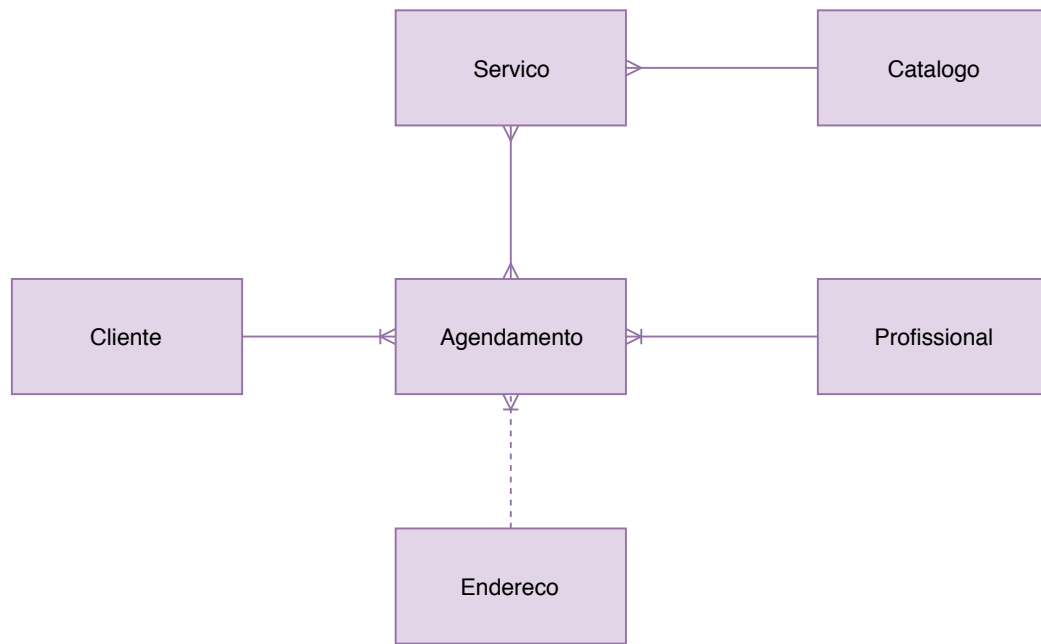 Servico
Catalogo
Cliente
Agendamento
Profissional
Endereco